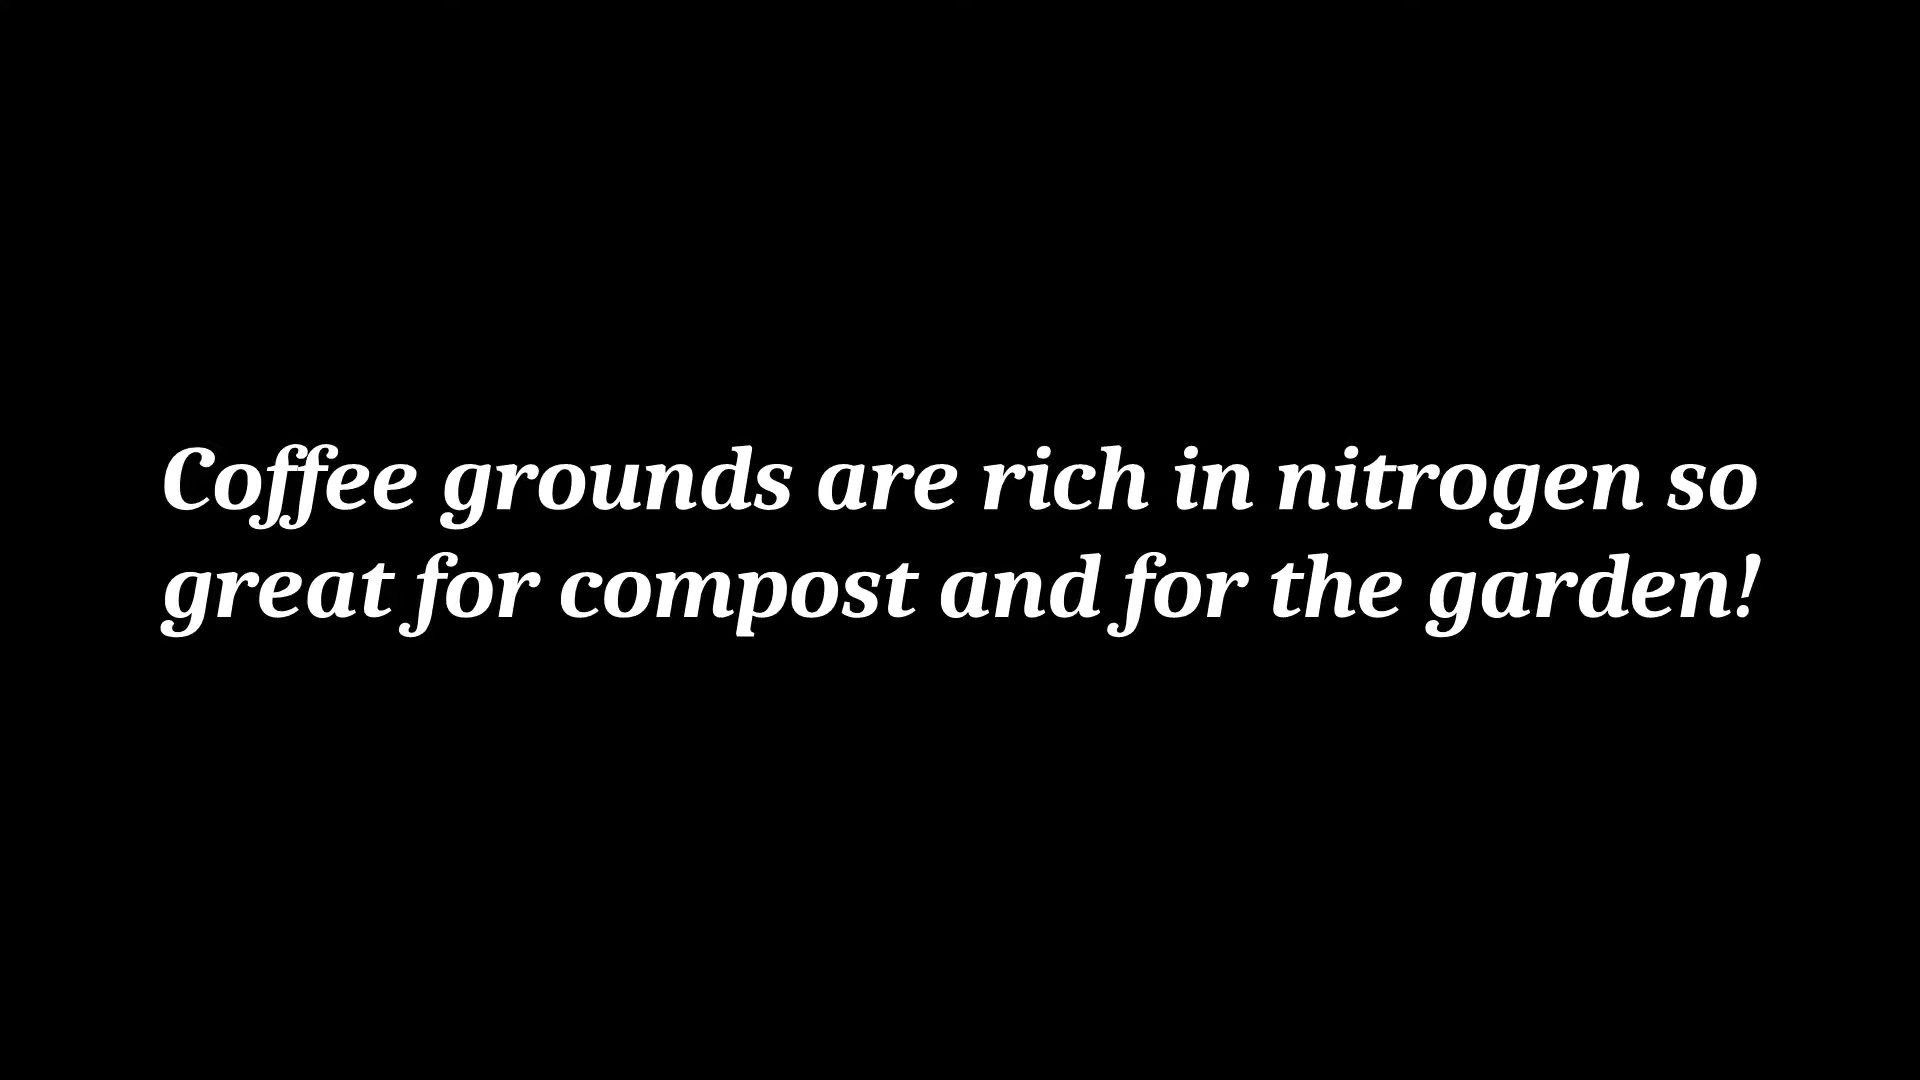 Coffee grounds are rich in nitrogen so
great for compost and for the garden!